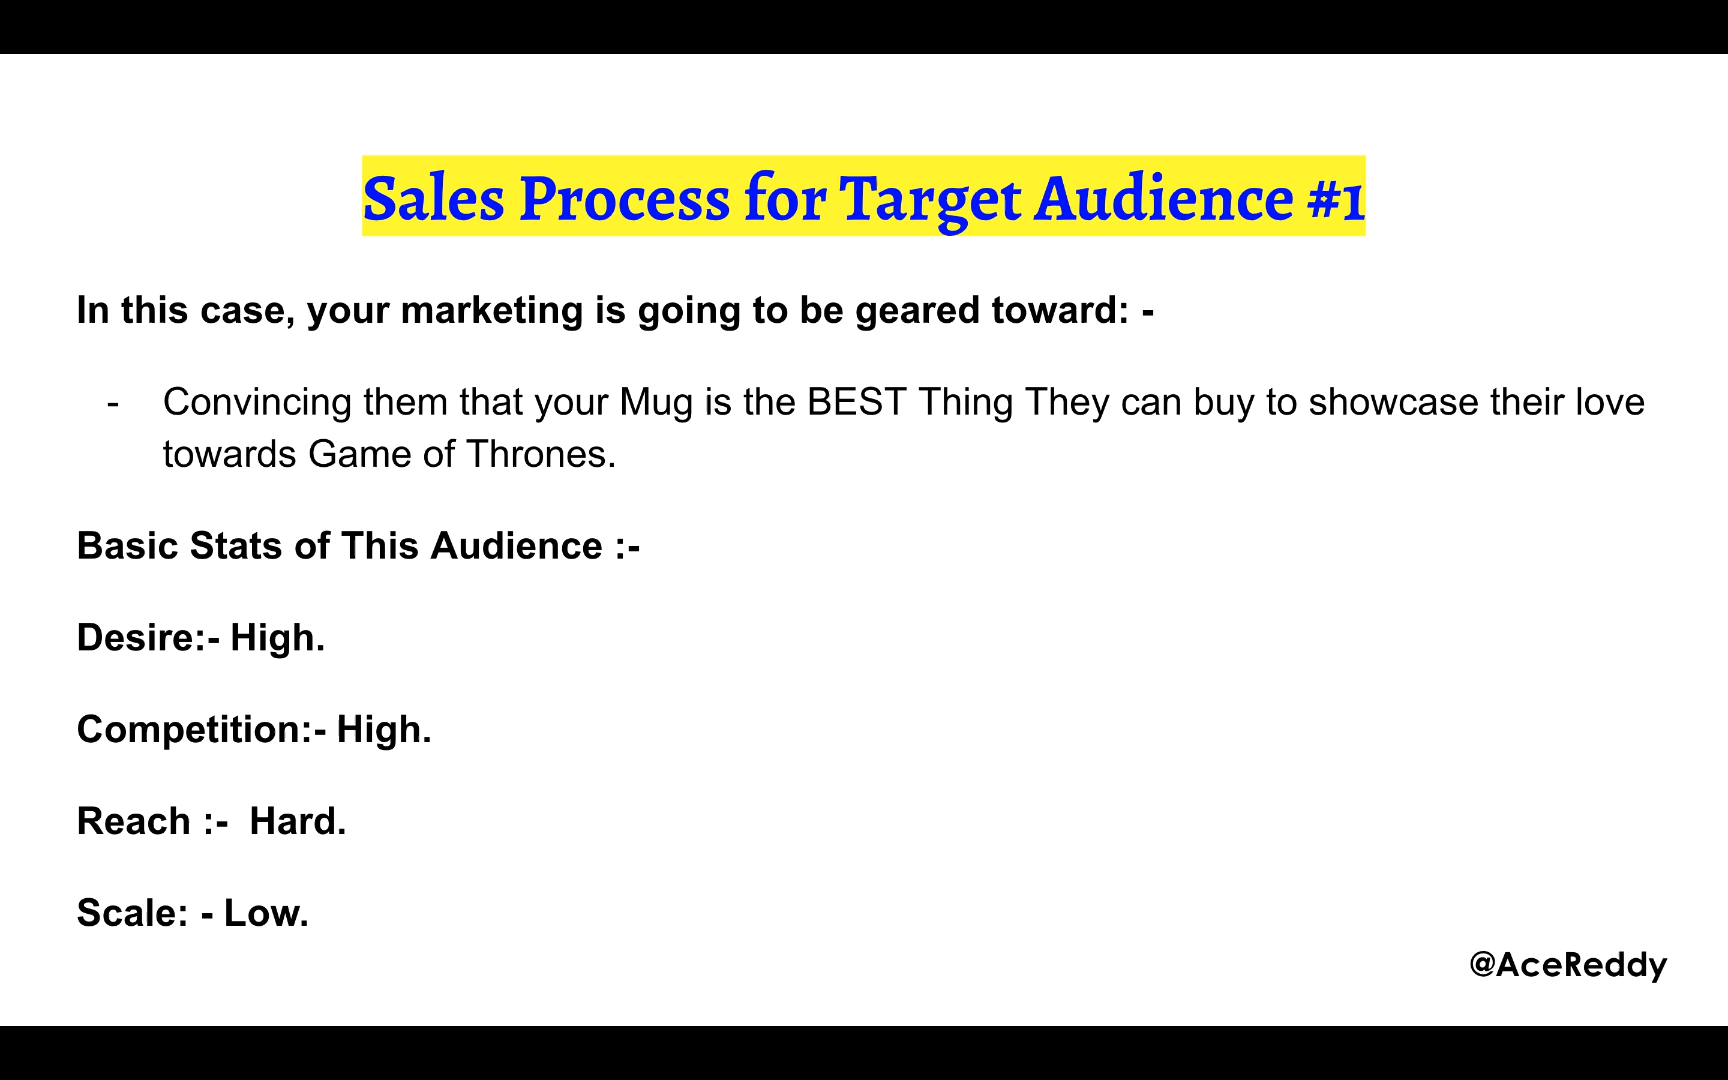 Sales Process for Target Audience #1
In this case, your marketing is going to be geared toward: -
- Convincing them that your Mug is the BEST Thing They can buy to showcase their love
towards Game of Thrones.
Basic Stats of This Audience :-
Desire:- High.
Competition:- High.
Reach :-  Hard.
Scale: - Low.
@AceReddy